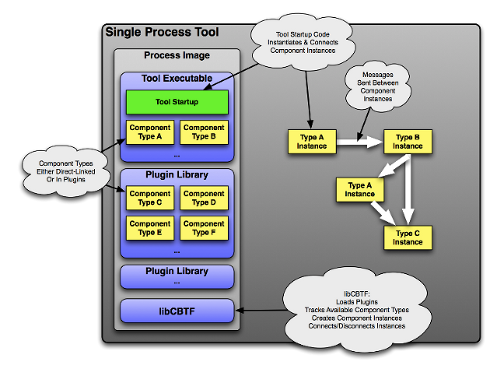 Single Process Tool
Process Image
Tool Executable
Tool Startup
Component
Type A
Component
Type B
...
Plugin Library
Component
Type C
Component
Type D
Component
Type E
Component
Type F
...
Plugin Library
...
libCBTF
Component Types
Either Direct-Linked
Or In Plugins
Tool Startup Code
Instantiates & Connects
Component Instances
Messages
Sent Between
Component
Instances
Type A
Instance
Type B
Instance
Type A
Instance
Type C
Instance
libCBTF:
Loads Plugins
Tracks Available Component Types
Creates Component Instances
Connects/Disconnects Instances